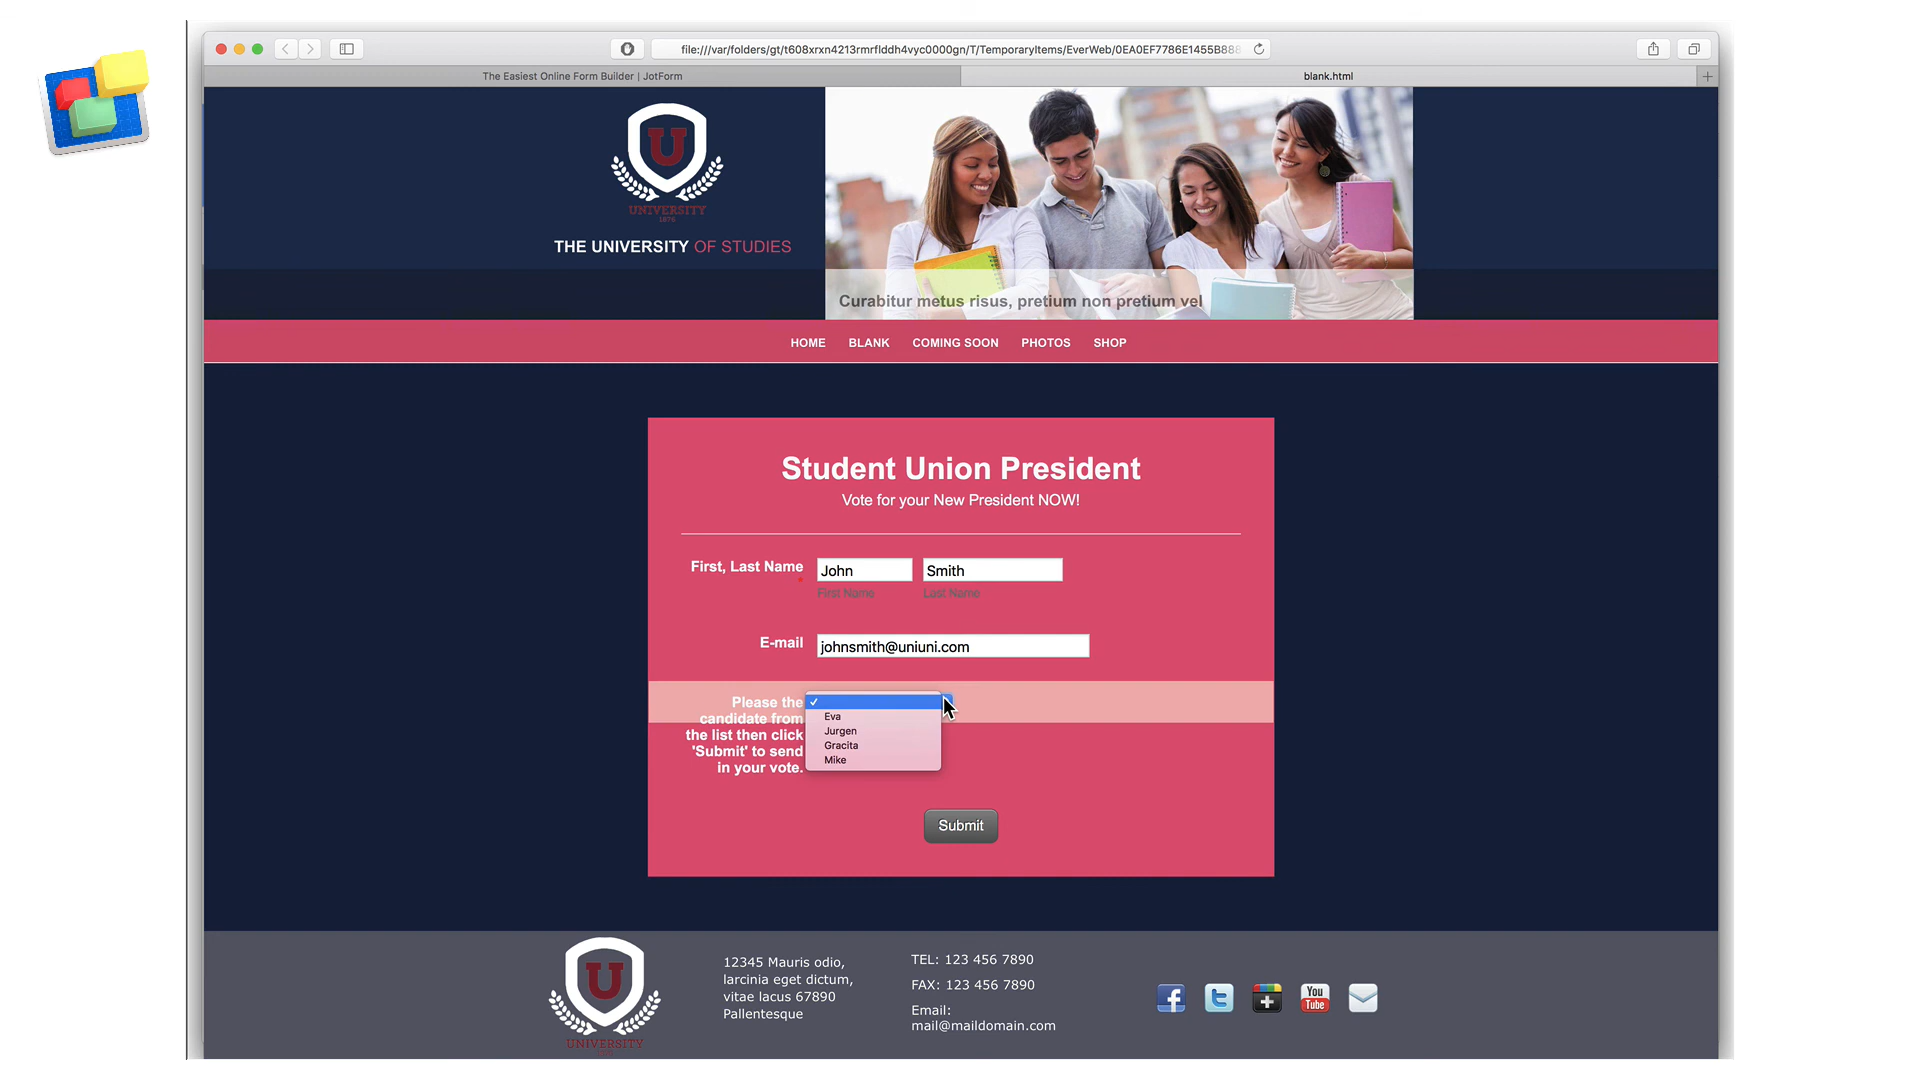 file:///var/folders/gt/t608xrxn4213rmrflddh4vyc0000gn/T/TemporaryItems/EverWeb/0EA0EF7786E1455B888
The Easiest Online Form Builder | JotForm
blank.html
U
UNIVERSITY
1878
THE UNIVERSITY OF STUDIES
Curabitur metus risus, pretium non pretium vel
HOME BLANK COMING SOON PHOTOS SHOP
Student Union President
Vote for your New President NOW!
First, Last Name
*
John Smith
First Name Last Name
E-mail
johnsmith@uniuni.com
Please the
candidate from
the list then click
'Submit' to send
in your vote.
Eva
Jurgen
Gracita
Mike
Submit
U
UNIVERSITY
12345 Mauris odio,
larcinia eget dictum,
vitae lacus 67890
Pallentesque
TEL: 123 456 7890
FAX: 123 456 7890
Email:
mail@maildomain.com
You
Tube